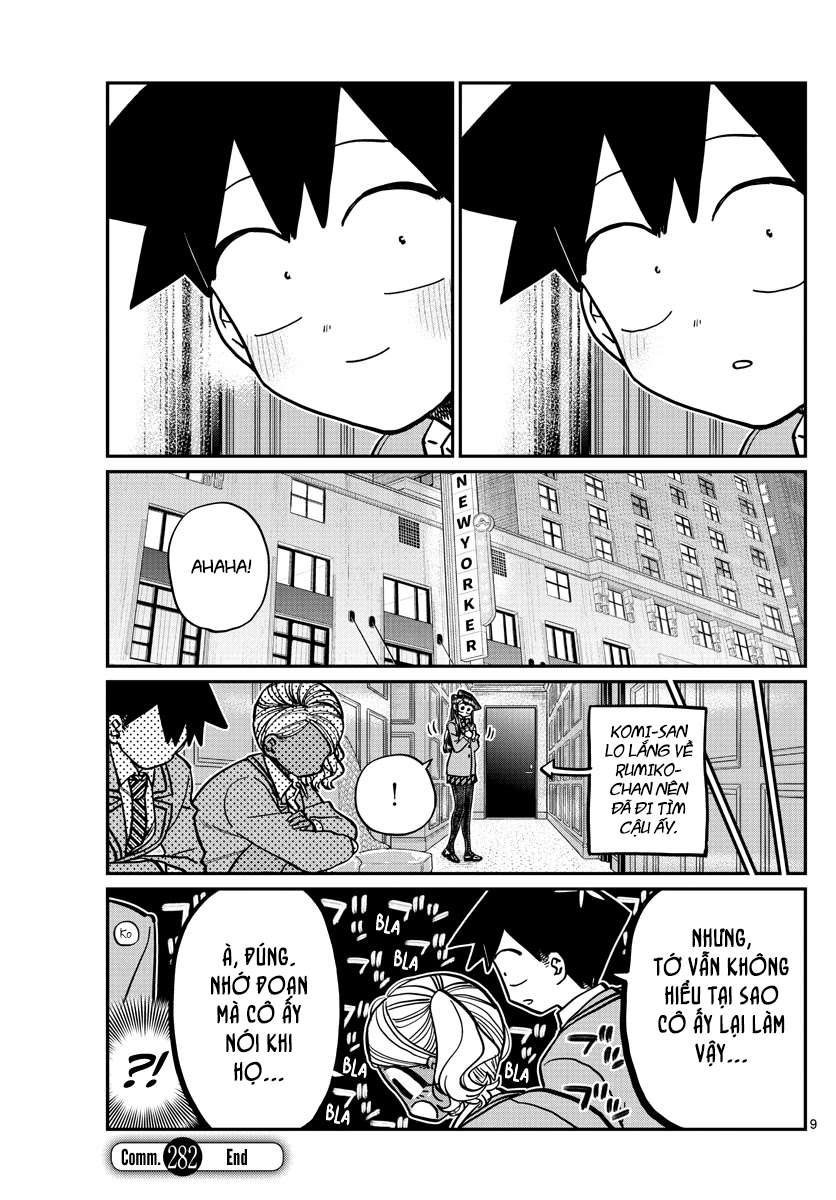 NEWYORKER
AHAHA!
KOMI-SAN
LO LẮNG VỀ
RUMIKO-
CHAN NÊN
ĐÃ ĐI TÌM
CẬU ẤY.
!
NHƯNG,
TỚ VẪN KHÔNG
HIỂU TẠI SAO
CÔ ẤY LẠI LÀM
VẬY...
BLA
BLA
À, ĐÚNG.
NHỚ ĐOẠN
MÀ CÔ ẤY
NÓI KHI
HỌ...
BLA
BLA
Ko
?!
9
Comm. 282 End